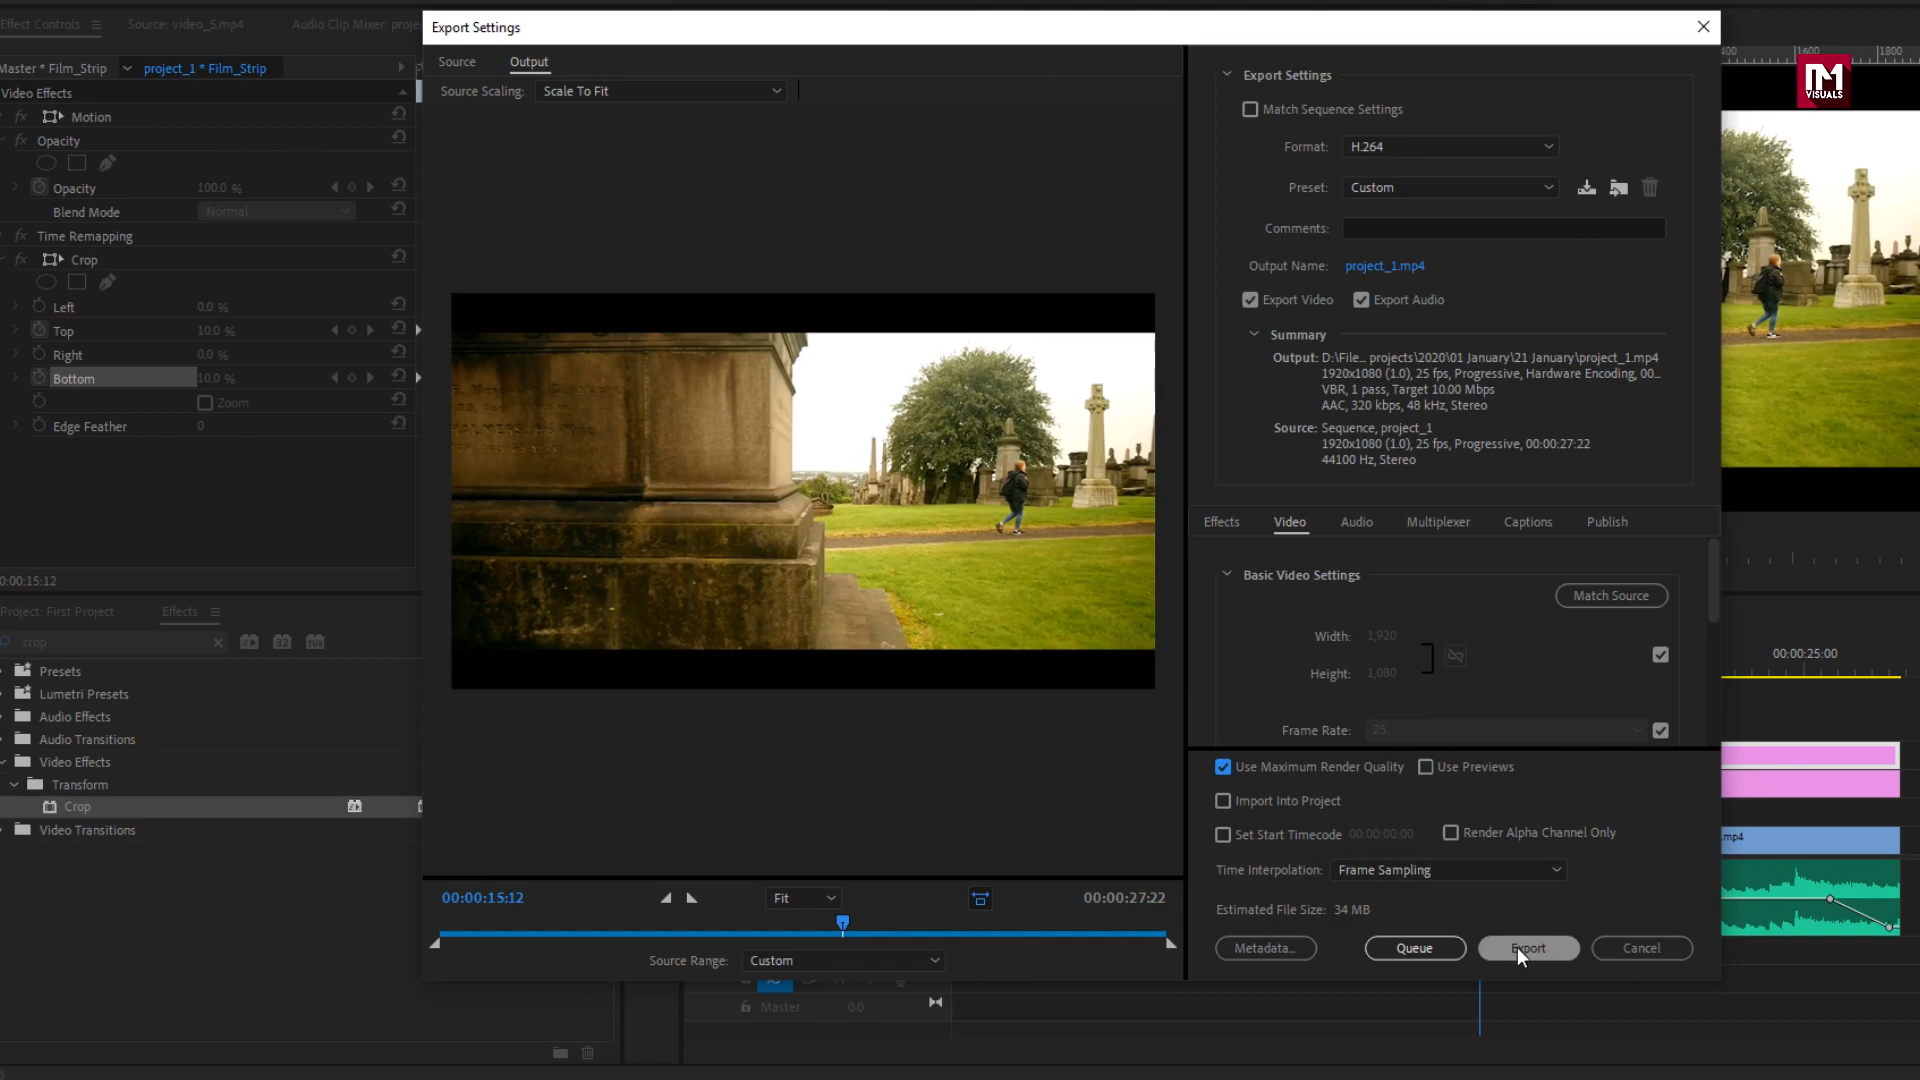 Export Settings
Effect Controls
Source: video_5.mp4
Audio Clip Mixer: proje
Master * Film_Strip
project_1 * Film_Strip
Video Effects
fx Motion
fx Opacity
Opacity 100.0 %
Blend Mode Normal
fx Time Remapping
fx Crop
Left 0.0 %
Top 10.0 %
Right 0.0 %
Bottom 10.0 %
Zoom
Edge Feather 0
0:00:15:12
Project: First Project
Effects
crop
32
YUV
Presets
Lumetri Presets
Audio Effects
Audio Transitions
Video Effects
Transform
Crop
Video Transitions
Source
Output
Source Scaling: Scale To Fit
00:00:15:12
Fit
00:00:27:22
Source Range: Custom
Master 0.0
Export Settings
Match Sequence Settings
Format: H.264
Preset: Custom
Comments:
Output Name: project_1.mp4
Export Video
Export Audio
Summary
Output: D:\File... projects\2020\01 January\21 January\project_1.mp4
1920x1080 (1.0), 25 fps, Progressive, Hardware Encoding, 00...
VBR, 1 pass, Target 10.00 Mbps
AAC, 320 kbps, 48 kHz, Stereo
Source: Sequence, project_1
1920x1080 (1.0), 25 fps, Progressive, 00:00:27:22
44100 Hz, Stereo
Effects
Video
Audio
Multiplexer
Captions
Publish
Basic Video Settings
Match Source
Width: 1,920
Height: 1,080
Frame Rate: 25
Use Maximum Render Quality
Use Previews
Import Into Project
Set Start Timecode 00:00:00:00
Render Alpha Channel Only
Time Interpolation: Frame Sampling
Estimated File Size: 34 MB
Metadata...
Queue
Export
Cancel
400
1600
1800
VISUALS
00:00:25:00
.mp4